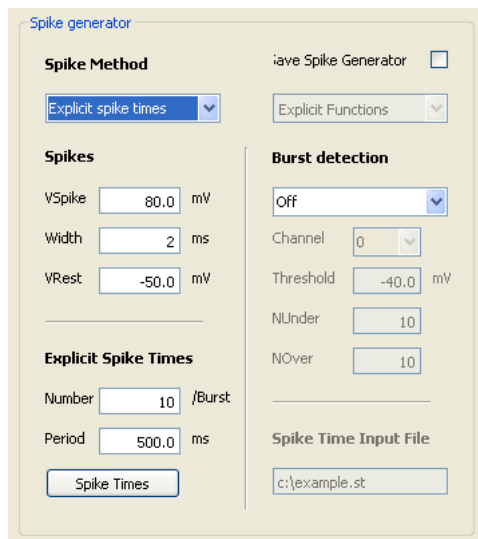 Spike generator
Spike Method
Explicit spike times
Spikes
VSpike 80.0 mV
Width 2 ms
VRest -50.0 mV
Explicit Spike Times
Number 10 /Burst
Period 500.0 ms
Spike Times
iave Spike Generator
Explicit Functions
Burst detection
Off
Channel 0
Threshold -40.0 mV
NUnder 10
NOver 10
Spike Time Input File
c:\example.st